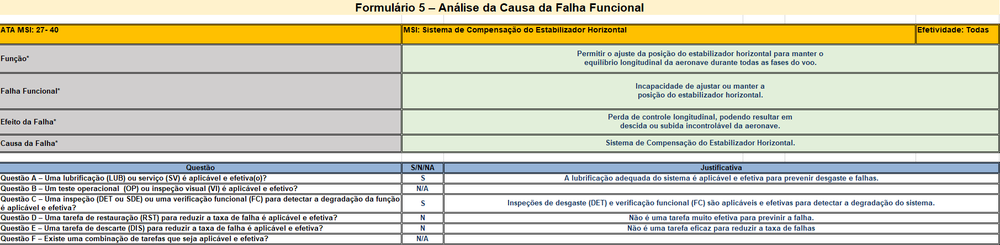 Formulário 5 – Análise da Causa da Falha Funcional
ATA MSI: 27- 40
MSI: Sistema de Compensação do Estabilizador Horizontal
Efetividade: Todas
Função*
Permitir o ajuste da posição do estabilizador horizontal para manter o
equilíbrio longitudinal da aeronave durante todas as fases do voo.
Falha Funcional*
Incapacidade de ajustar ou manter a
posição do estabilizador horizontal.
Efeito da Falha*
Perda de controle longitudinal, podendo resultar em
descida ou subida incontrolável da aeronave.
Causa da Falha*
Sistema de Compensação do Estabilizador Horizontal.
Questão
S/N/NA
Justificativa
Questão A – Uma lubrificação (LUB) ou serviço (SV) é aplicável e efetiva(o)?
S
A lubrificação adequada do sistema é aplicável e efetiva para prevenir desgaste e falhas.
Questão B – Um teste operacional  (OP) ou inspeção visual (VI) é aplicável e efetivo?
N/A
Questão C – Uma inspeção (DET ou SDE) ou uma verificação funcional (FC) para detectar a degradação da função
é aplicável e efetiva?
S
Inspeções de desgaste (DET) e verificação funcional (FC) são aplicáveis e efetivas para detectar a degradação do sistema.
Questão D – Uma tarefa de restauração (RST) para reduzir a taxa de falha é aplicável e efetiva?
N
Não é uma tarefa muito efetiva para previnir a falha.
Questão E – Uma tarefa de descarte (DIS) para reduzir a taxa de falha é aplicável e efetiva?
N
Não é uma tarefa eficaz para reduzir a taxa de falhas
Questão F – Existe uma combinação de tarefas que seja aplicável e efetiva?
N/A